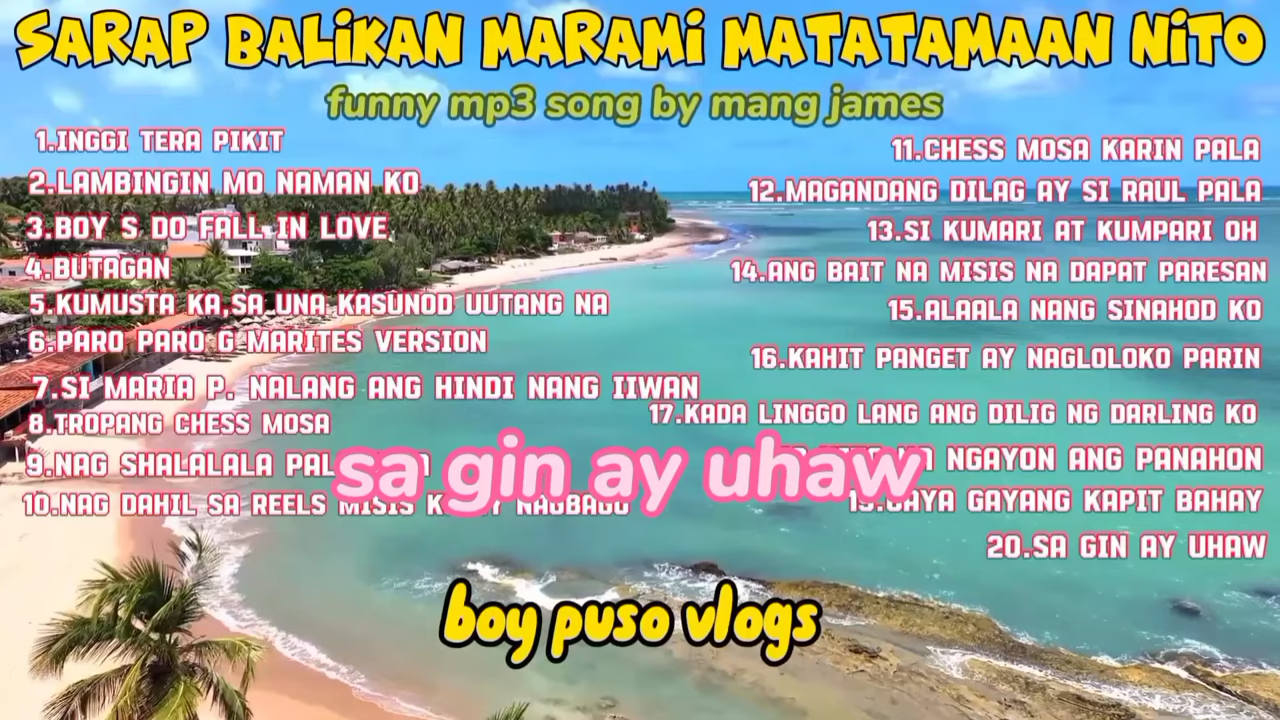 SARAP BALIKAN MARAMI MATATAMAAN NITO
funny mp3 song by mang james
1.INGGI TERA PIKIT
2.LAMBINGIN MO NAMAN KO
3.BOY S DO FALL IN LOVE
4.BUTAGAN
5.KUMUSTA KA,SA UNA KASUNOD UUTANG NA
6.PARO PARO G MARITES VERSION
7.SI MARIA P. NALANG ANG HINDI NANG IIWAN
8.TROPANG CHESS MOSA
9.NAG SHALALALA
10.NAG DAHIL SA REELS MISIS
11.CHESS MOSA KARIN PALA
12.MAGANDANG DILAG AY SI RAUL PALA
13.SI KUMARI AT KUMPARI OH
14.ANG BAIT NA MISIS NA DAPAT PARESAN
15.ALAALA NANG SINAHOD KO
16.KAHIT PANGET AY NAGLOLOKO PARIN
17.KADA LINGGO LANG ANG DILIG NG DARLING KO
NGAYON ANG PANAHON
19.GAYA GAYANG KAPIT BAHAY
20.SA GIN AY UHAW
sa gin ay uhaw
boy puso vlogs